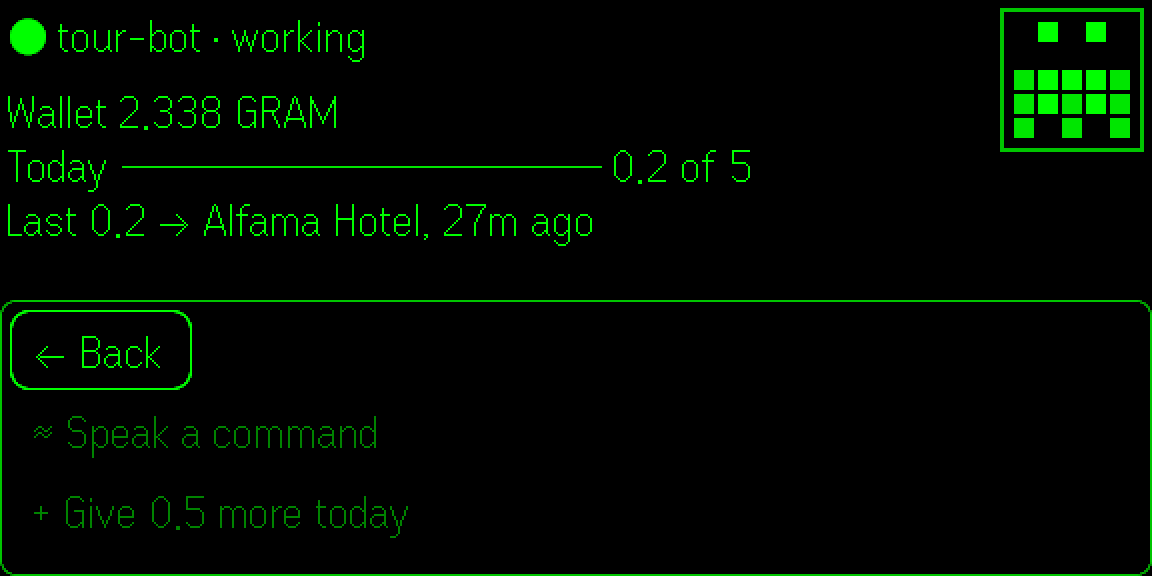 tour-bot · working
Wallet 2.338 GRAM
Today 0.2 of 5
Last 0.2 → Alfama Hotel, 27m ago
← Back
≈ Speak a command
+ Give 0.5 more today